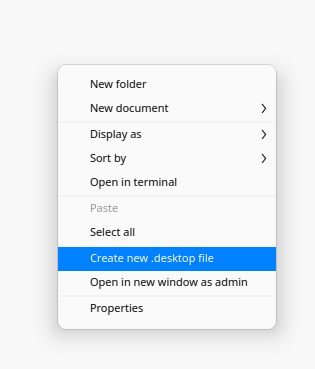 New folder
New document
Display as
Sort by
Open in terminal
Paste
Select all
Create new .desktop file
Open in new window as admin
Properties